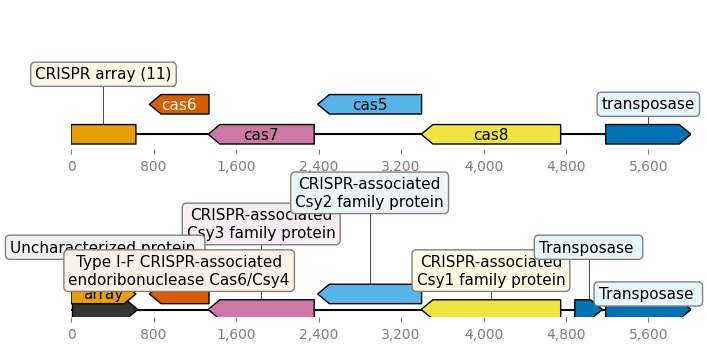 CRISPR array (11)
cas6
cas5
transposase
cas7
cas8
0 800 1,600 2,400 3,200 4,000 4,800 5,600
CRISPR-associated
Csy2 family protein
CRISPR-associated
Csy3 family protein
Uncharacterized protein
Type I-F CRISPR-associated
endoribonuclease Cas6/Csy4
CRISPR-associated
Csy1 family protein
Transposase
array
Transposase
0 800 1,600 2,400 3,200 4,000 4,800 5,600